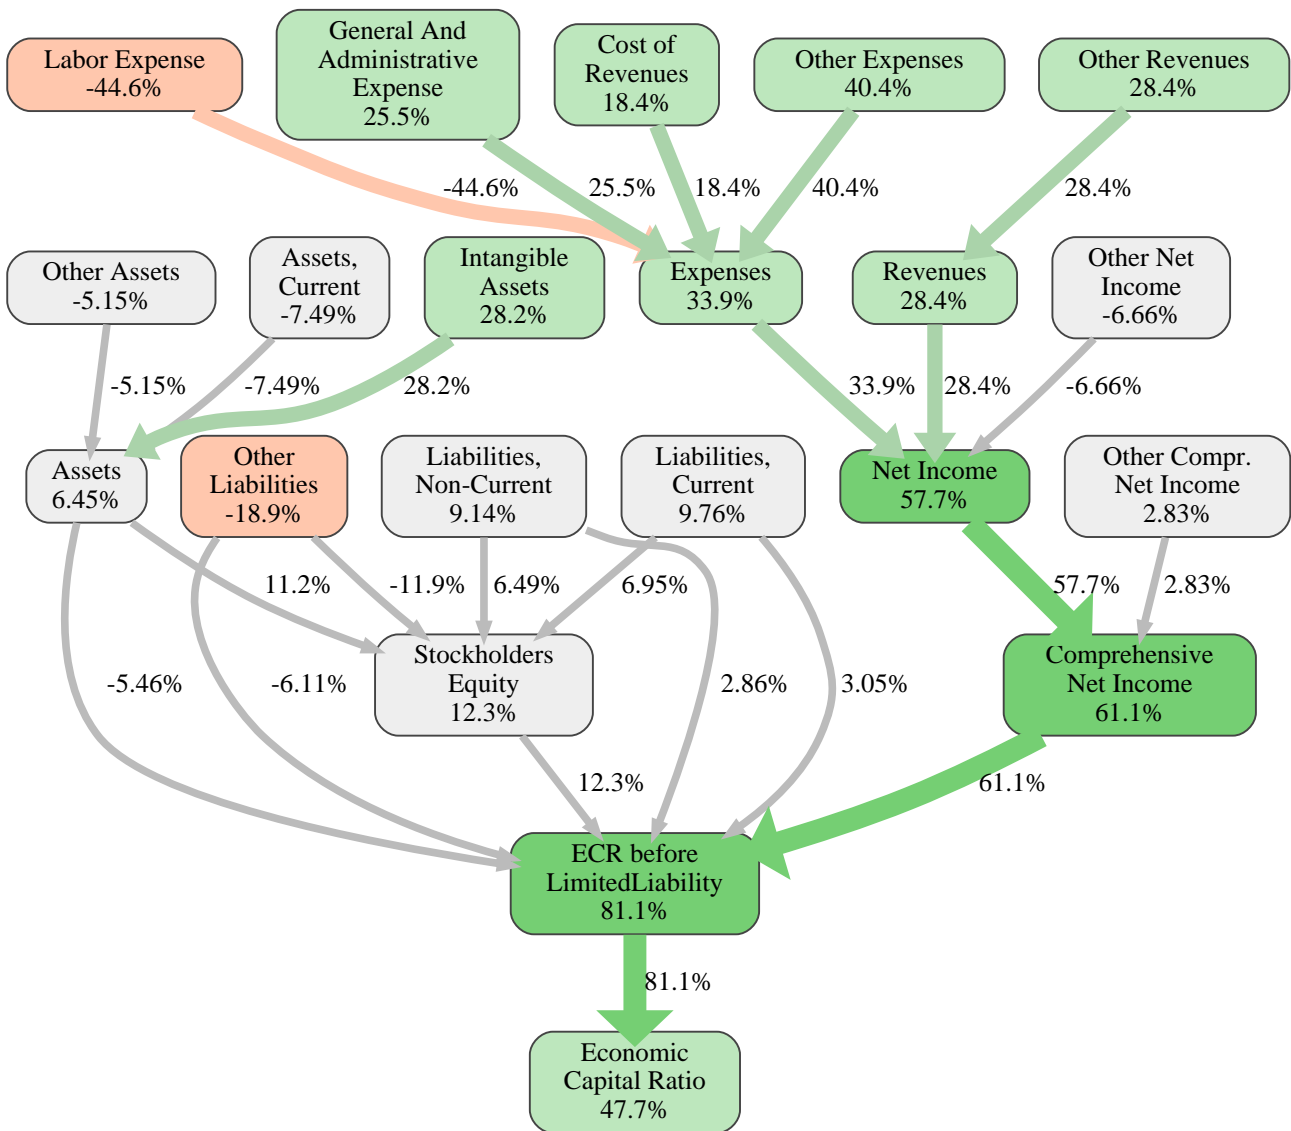 Labor Expense
-44.6%
General And
Administrative
Expense
25.5%
Cost of
Revenues
18.4%
Other Expenses
40.4%
Other Revenues
28.4%
-44.6%
25.5%
18.4%
40.4%
28.4%
Other Assets
-5.15%
Assets,
Current
-7.49%
Intangible
Assets
28.2%
Expenses
33.9%
Revenues
28.4%
Other Net
Income
-6.66%
-5.15%
-7.49%
28.2%
33.9%
28.4%
-6.66%
Assets
6.45%
Other
Liabilities
-18.9%
Liabilities,
Non-Current
9.14%
Liabilities,
Current
9.76%
Net Income
57.7%
Other Compr.
Net Income
2.83%
11.2%
-11.9%
6.49%
6.95%
57.7%
2.83%
Stockholders
Equity
12.3%
Comprehensive
Net Income
61.1%
-5.46%
-6.11%
2.86%
3.05%
12.3%
61.1%
ECR before
LimitedLiability
81.1%
81.1%
Economic
Capital Ratio
47.7%